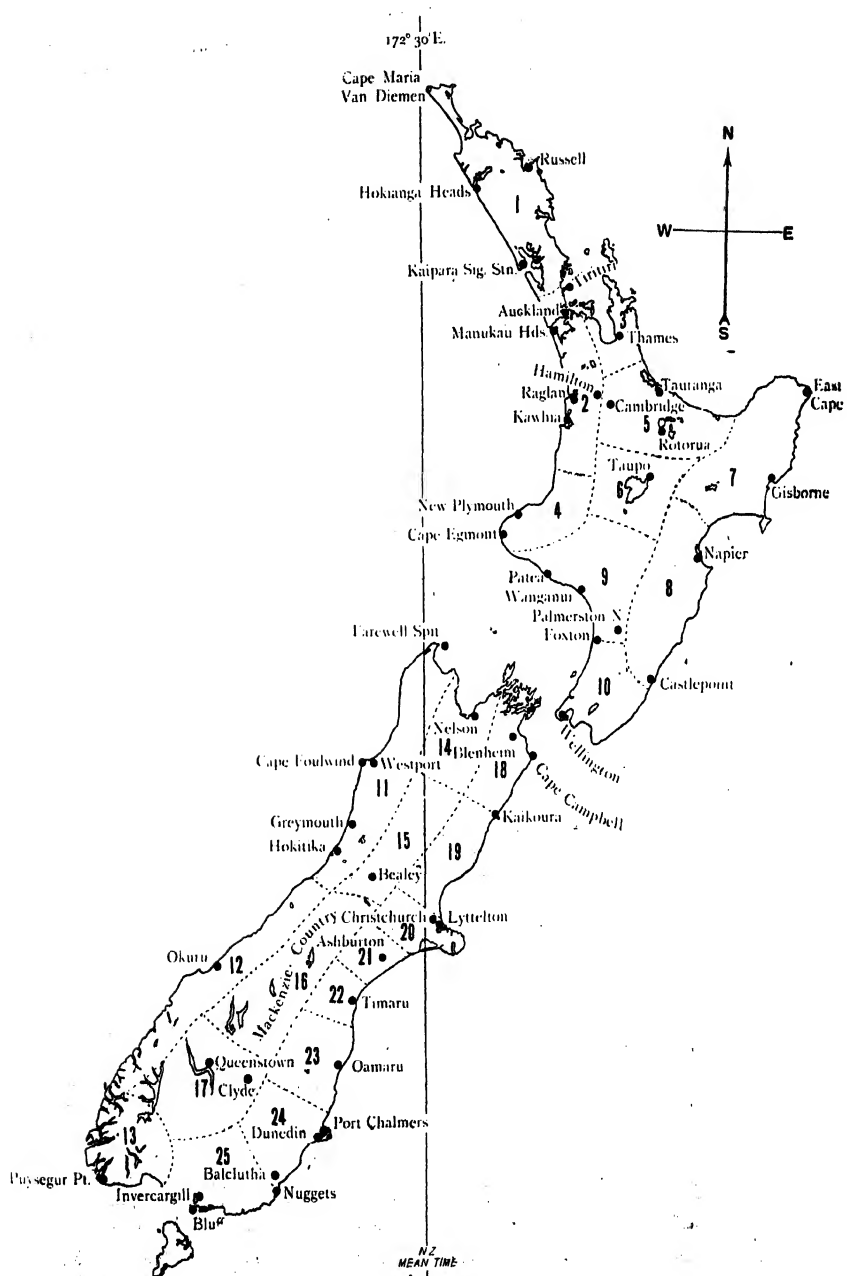 172° 30'E.
Cape Maria
Van Diemen
N
Russell
Hokianga Heads
1
W
E
Kaipara Sig. Stn.
Tiritiri
Auckland
S
Manukau Hds.
3
Thames
Hamilton
Tauranga
East
Cape
Raglan
2
Cambridge
Kawhia
5
Rotorua
Taupo
6
7
Gisborne
New Plymouth
4
Cape Egmont
Napier
Patea
9
8
Wanganui
Palmerston N
Foxton
Farewell Spit
10
Castlepoint
Nelson
14
Blenheim
Wellington
Cape Foulwind
Westport
18
11
Cape Campbell
Kaikoura
Greymouth
Hokitika
15
19
Bealey
Christchurch
Lyttelton
20
Mackenzie Country
Ashburton
21
Okuru
12
16
22
Timaru
Queenstown
23
Oamaru
17
Clyde
24
Port Chalmers
Dunedin
13
25
Balclutha
Puysegur Pt.
Invercargill
Nuggets
Bluff
N Z
MEAN TIME